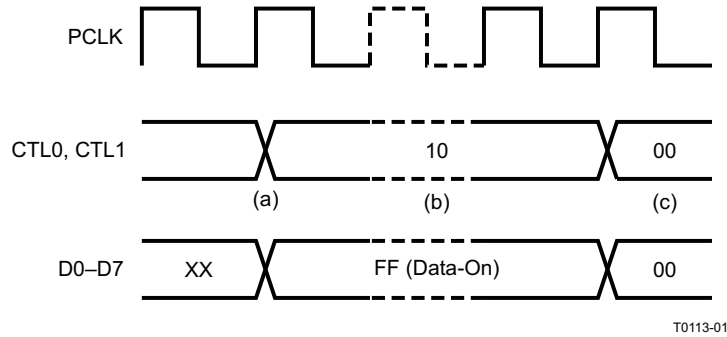 PCLK
CTL0, CTL1
10
00
(a)
(b)
(c)
D0–D7
XX
FF (Data-On)
00
T0113-01